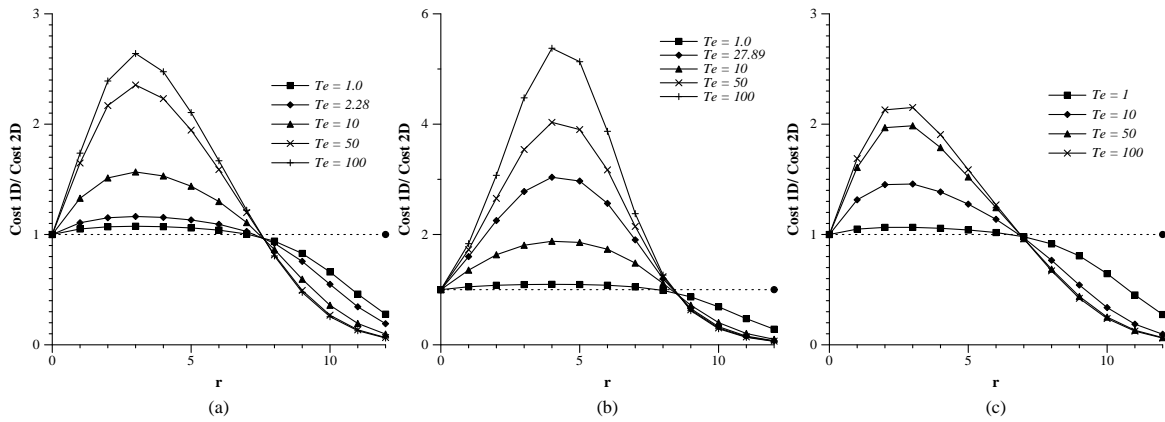 3
2
1
0
Cost 1D/ Cost 2D
Te = 1.0
Te = 2.28
Te = 10
Te = 50
Te = 100
0 5 10
r
(a)
6
4
2
0
Cost 1D/ Cost 2D
Te = 1.0
Te = 27.89
Te = 10
Te = 50
Te = 100
0 5 10
r
(b)
3
2
1
0
Cost 1D/ Cost 2D
Te = 1
Te = 10
Te = 50
Te = 100
0 5 10
r
(c)